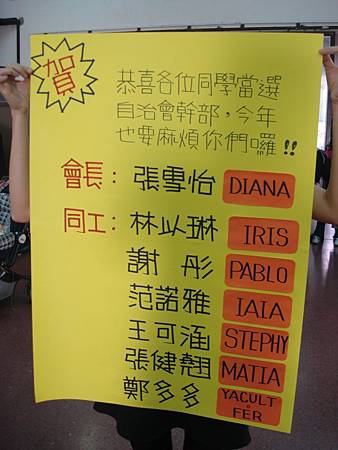 賀
恭喜各位同學當選
自治會幹部，今年
也要麻煩你們囉!!
會長：張雪怡 DIANA
同工：林以琳 IRIS
謝彤 PABLO
范諾雅 IAIA
王可涵 STEPHY
張健翹 MATIA
鄭多多 YACULT
FER